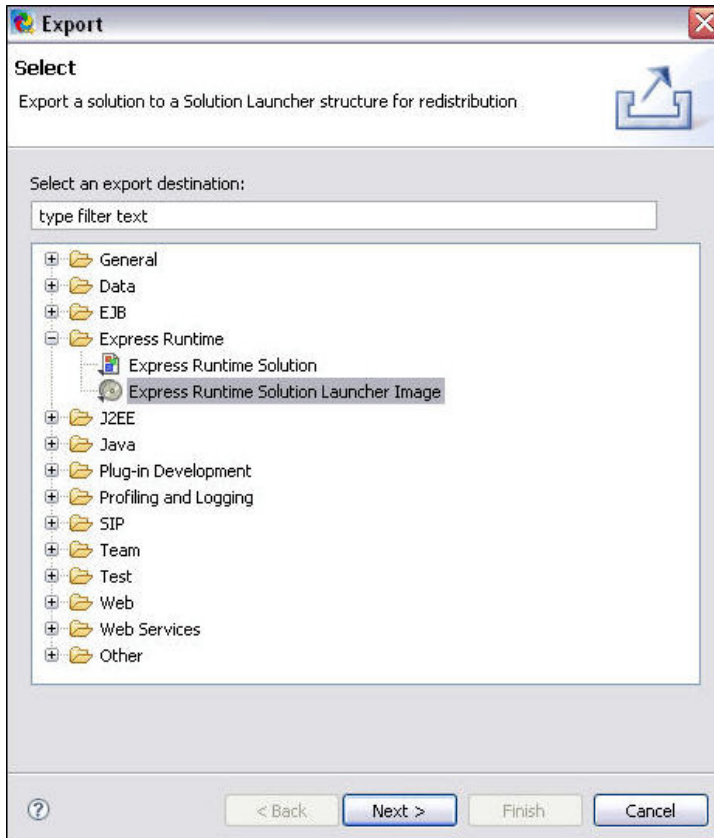 Export
Select
Export a solution to a Solution Launcher structure for redistribution
Select an export destination:
type filter text
General
Data
EJB
Express Runtime
Express Runtime Solution
Express Runtime Solution Launcher Image
J2EE
Java
Plug-in Development
Profiling and Logging
SIP
Team
Test
Web
Web Services
Other
? < Back Next > Finish Cancel